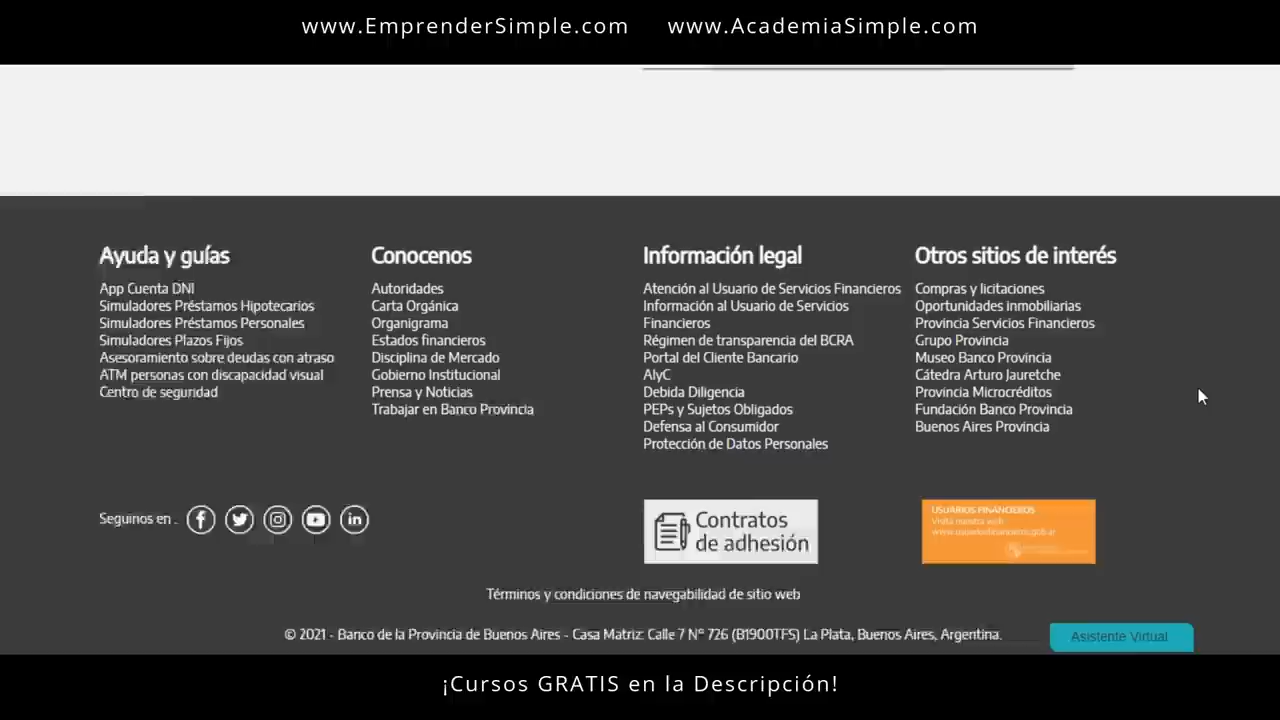 www.EmprenderSimple.com www.AcademiaSimple.com
Ayuda y guías
App Cuenta DNI
Simuladores Préstamos Hipotecarios
Simuladores Préstamos Personales
Simuladores Plazos Fijos
Asesoramiento sobre deudas con atraso
ATM personas con discapacidad visual
Centro de seguridad
Conocenos
Autoridades
Carta Orgánica
Organigrama
Estados financieros
Disciplina de Mercado
Gobierno Institucional
Prensa y Noticias
Trabajar en Banco Provincia
Información legal
Atención al Usuario de Servicios Financieros
Información al Usuario de Servicios
Financieros
Régimen de transparencia del BCRA
Portal del Cliente Bancario
AlyC
Debida Diligencia
PEPs y Sujetos Obligados
Defensa al Consumidor
Protección de Datos Personales
Otros sitios de interés
Compras y licitaciones
Oportunidades inmobiliarias
Provincia Servicios Financieros
Grupo Provincia
Museo Banco Provincia
Cátedra Arturo Jauretche
Provincia Microcréditos
Fundación Banco Provincia
Buenos Aires Provincia
Seguinos en .
Contratos
de adhesión
USUARIOS FINANCIEROS
Visitá nuestra web
www.usuariosfinancieros.gob.ar
Términos y condiciones de navegabilidad de sitio web
© 2021 - Banco de la Provincia de Buenos Aires - Casa Matriz: Calle 7 N° 726 (B1900TFS) La Plata, Buenos Aires, Argentina.
Asistente Virtual
¡Cursos GRATIS en la Descripción!